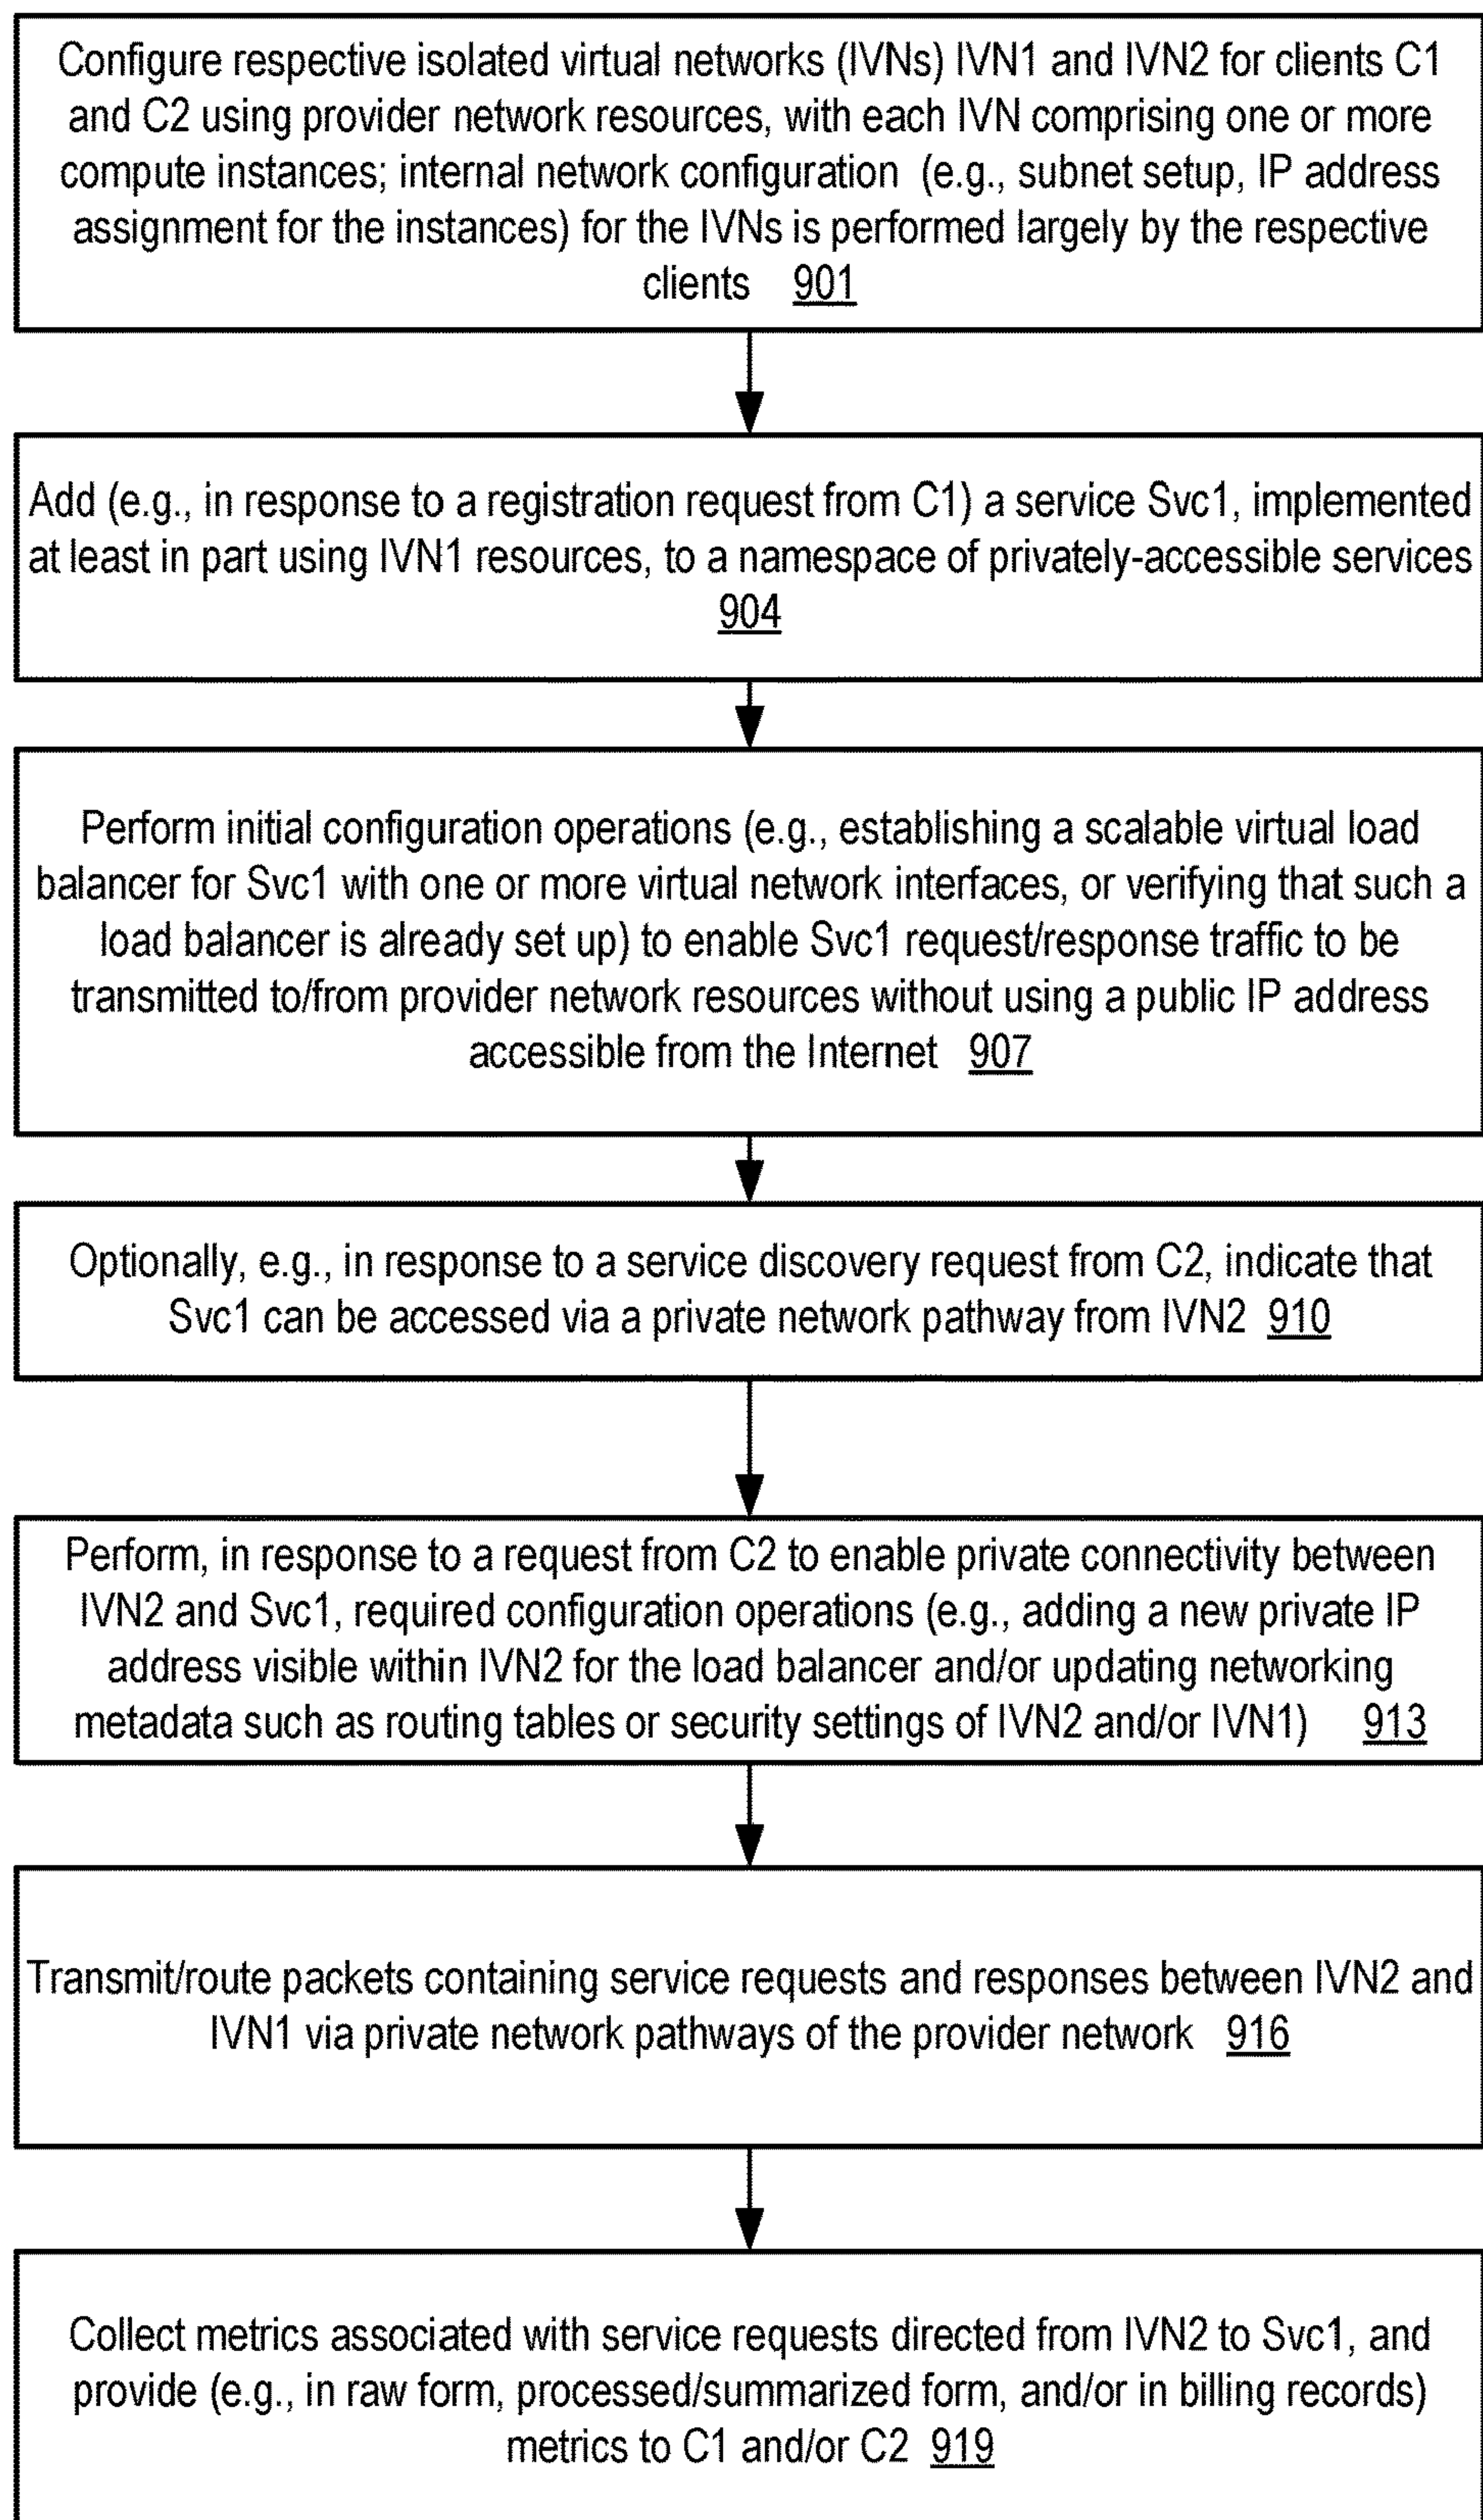 Configure respective isolated virtual networks (IVNs) IVN1 and IVN2 for clients C1
and C2 using provider network resources, with each IVN comprising one or more
compute instances; internal network configuration (e.g., subnet setup, IP address
assignment for the instances) for the IVNs is performed largely by the respective
clients 901
Add (e.g., in response to a registration request from C1) a service Svc1, implemented
at least in part using IVN1 resources, to a namespace of privately-accessible services
904
Perform initial configuration operations (e.g., establishing a scalable virtual load
balancer for Svc1 with one or more virtual network interfaces, or verifying that such a
load balancer is already set up) to enable Svc1 request/response traffic to be
transmitted to/from provider network resources without using a public IP address
accessible from the Internet 907
Optionally, e.g., in response to a service discovery request from C2, indicate that
Svc1 can be accessed via a private network pathway from IVN2 910
Perform, in response to a request from C2 to enable private connectivity between
IVN2 and Svc1, required configuration operations (e.g., adding a new private IP
address visible within IVN2 for the load balancer and/or updating networking
metadata such as routing tables or security settings of IVN2 and/or IVN1) 913
Transmit/route packets containing service requests and responses between IVN2 and
IVN1 via private network pathways of the provider network 916
Collect metrics associated with service requests directed from IVN2 to Svc1, and
provide (e.g., in raw form, processed/summarized form, and/or in billing records)
metrics to C1 and/or C2 919